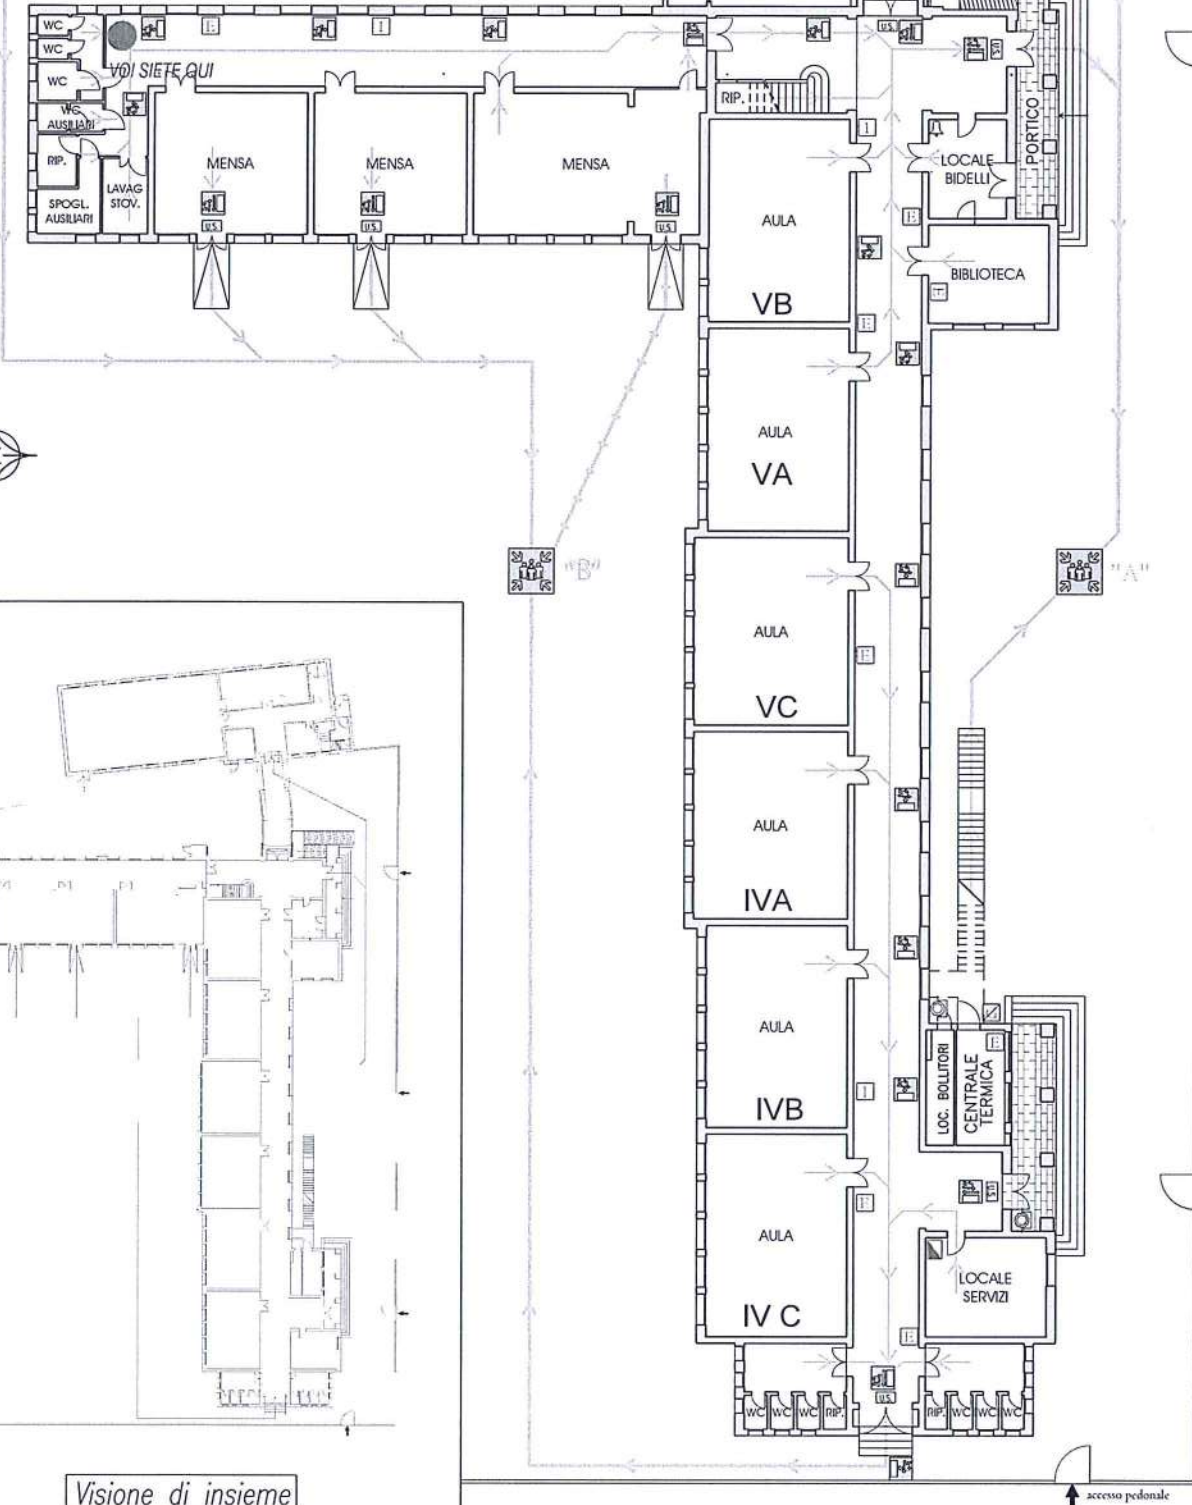 WC
WC
WC
WC
AUSILIARI
RIP.
SPOGL.
AUSILIARI
LAVAG
STOV.
VOI SIETE QUI
E
I
MENSA
MENSA
MENSA
U.S.
U.S.
U.S.
U.S.
U.S.
RIP.
I
LOCALE
BIDELLI
PORTICO
E
BIBLIOTECA
E
AULA
VB
E
AULA
VA
"B"
"A"
AULA
VC
E
AULA
IVA
AULA
IVB
I
LOC. BOLLITORI
CENTRALE
TERMICA
E
U.S.
AULA
IV C
E
LOCALE
SERVIZI
E
U.S.
WC
WC
WC
RIP.
RIP.
WC
WC
WC
Visione di insieme
accesso pedonale